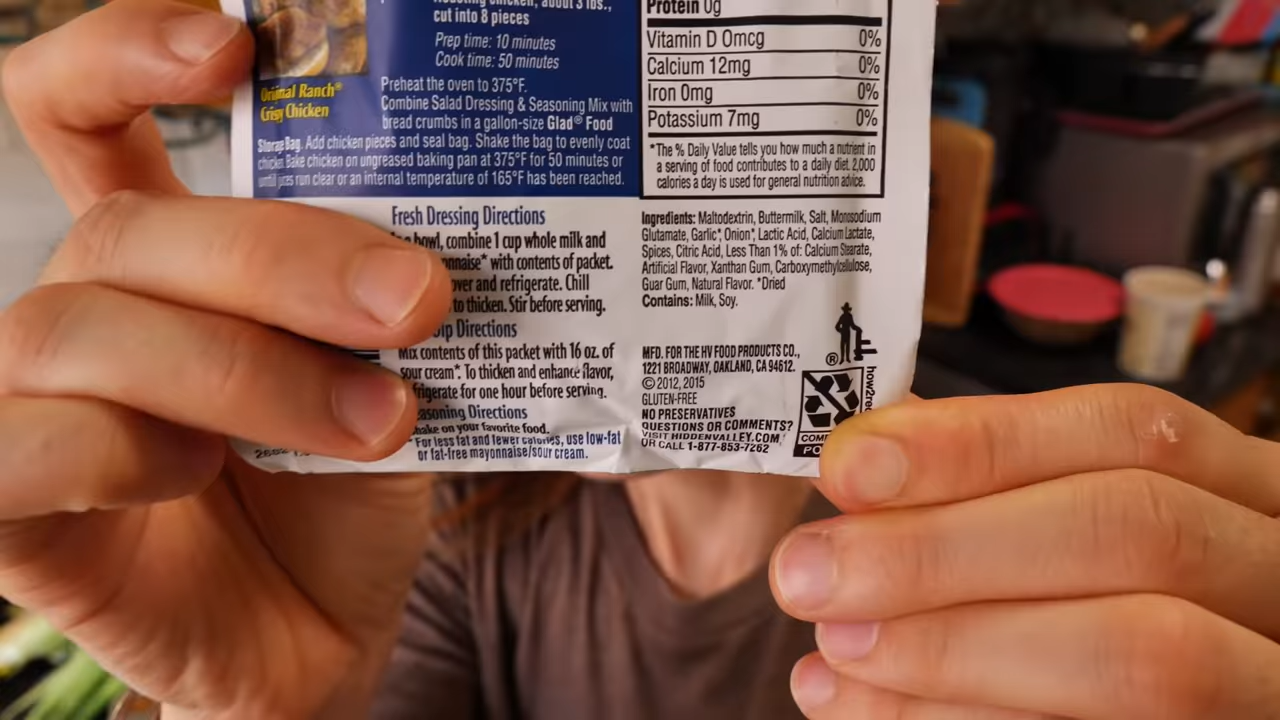 Roasting chicken, about 3 lbs.,
cut into 8 pieces
Prep time: 10 minutes
Cook time: 50 minutes
Original Ranch®
Crispy Chicken
Preheat the oven to 375°F.
Combine Salad Dressing & Seasoning Mix with
bread crumbs in a gallon-size Glad® Food
Storage Bag. Add chicken pieces and seal bag. Shake the bag to evenly coat
chicken. Bake chicken on ungreased baking pan at 375°F for 50 minutes or
until juices run clear or an internal temperature of 165°F has been reached.
Protein 0g
Vitamin D 0mcg 0%
Calcium 12mg 0%
Iron 0mg 0%
Potassium 7mg 0%
*The % Daily Value tells you how much a nutrient in
a serving of food contributes to a daily diet. 2,000
calories a day is used for general nutrition advice.
Fresh Dressing Directions
bowl, combine 1 cup whole milk and
with contents of packet.
and refrigerate. Chill
to thicken. Stir before serving.
Directions
Mix contents of this packet with 16 oz. of
sour cream*. To thicken and enhance flavor,
for one hour before serving.
Directions
on your favorite food.
*For less fat and fewer calories, use low-fat
or fat-free mayonnaise/sour cream.
Ingredients: Maltodextrin, Buttermilk, Salt, Monosodium
Glutamate, Garlic*, Onion*, Lactic Acid, Calcium Lactate,
Spices, Citric Acid, Less Than 1% of: Calcium Stearate,
Artificial Flavor, Xanthan Gum, Carboxymethylcellulose,
Guar Gum, Natural Flavor. *Dried
Contains: Milk, Soy.
MFD. FOR THE HV FOOD PRODUCTS CO.,
1221 BROADWAY, OAKLAND, CA 94612.
© 2012, 2015
GLUTEN-FREE
NO PRESERVATIVES
QUESTIONS OR COMMENTS?
VISIT HIDDENVALLEY.COM,
OR CALL 1-877-853-7262
®